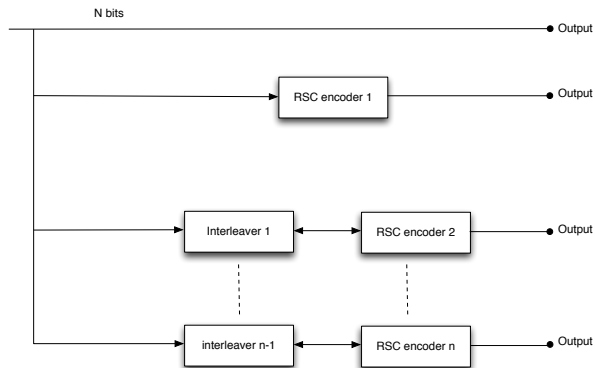 N bits
Output
RSC encoder 1
Output
Interleaver 1
RSC encoder 2
Output
interleaver n-1
RSC encoder n
Output